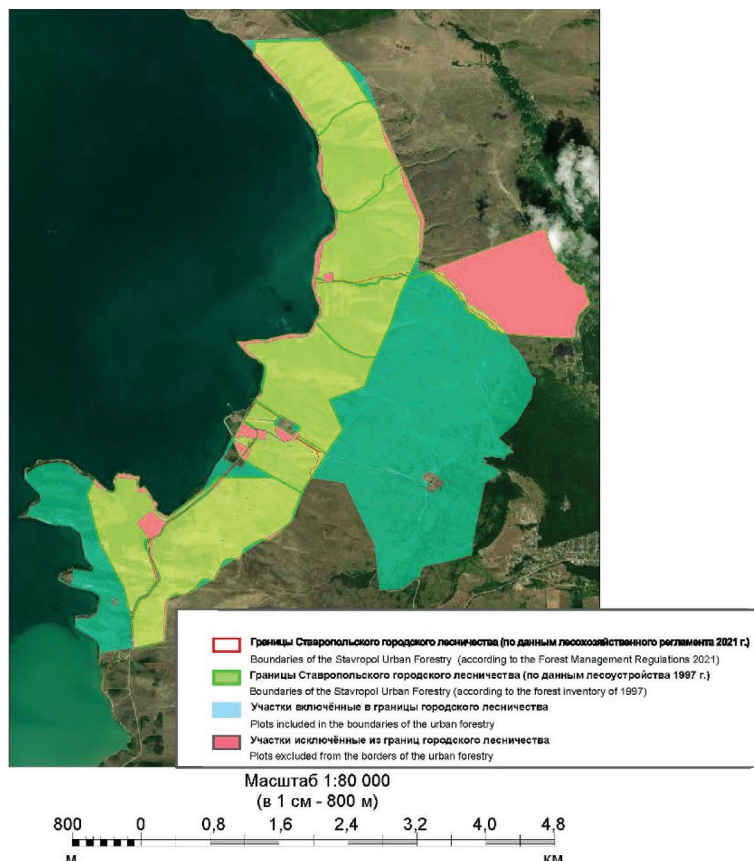 Границы Ставропольского городского лесничества (по данным лесохозяйственного регламента 2021 г.)
Boundaries of the Stavropol Urban Forestry (according to the Forest Management Regulations 2021)
Границы Ставропольского городского лесничества (по данным лесоустройства 1997 г.)
Boundaries of the Stavropol Urban Forestry (according to the forest inventory of 1997)
Участки включённые в границы городского лесничества
Plots included in the boundaries of the urban forestry
Участки исключённые из границ городского лесничества
Plots excluded from the borders of the urban forestry
Масштаб 1:80 000
(в 1 см - 800 м)
800 0 0,8 1,6 2,4 3,2 4,0 4,8
м км